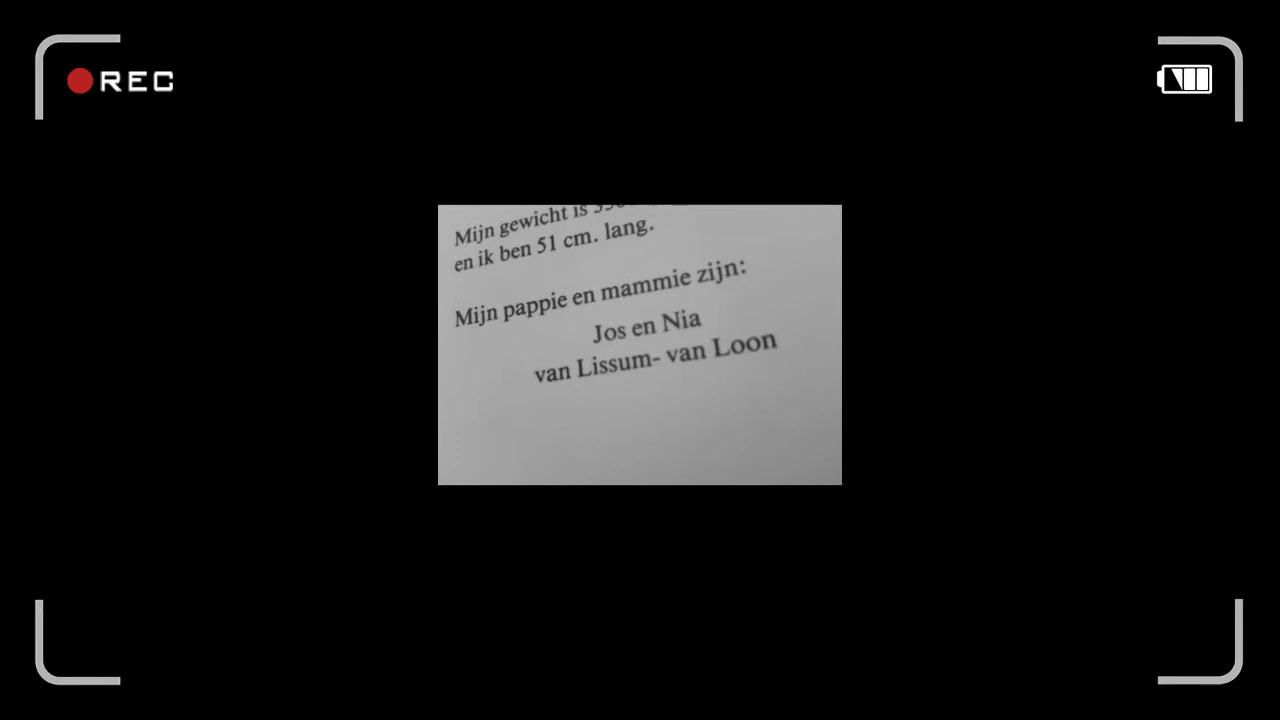 REC
Mijn gewicht is
en ik ben 51 cm. lang.
Mijn pappie en mammie zijn:
Jos en Nia
van Lissum- van Loon